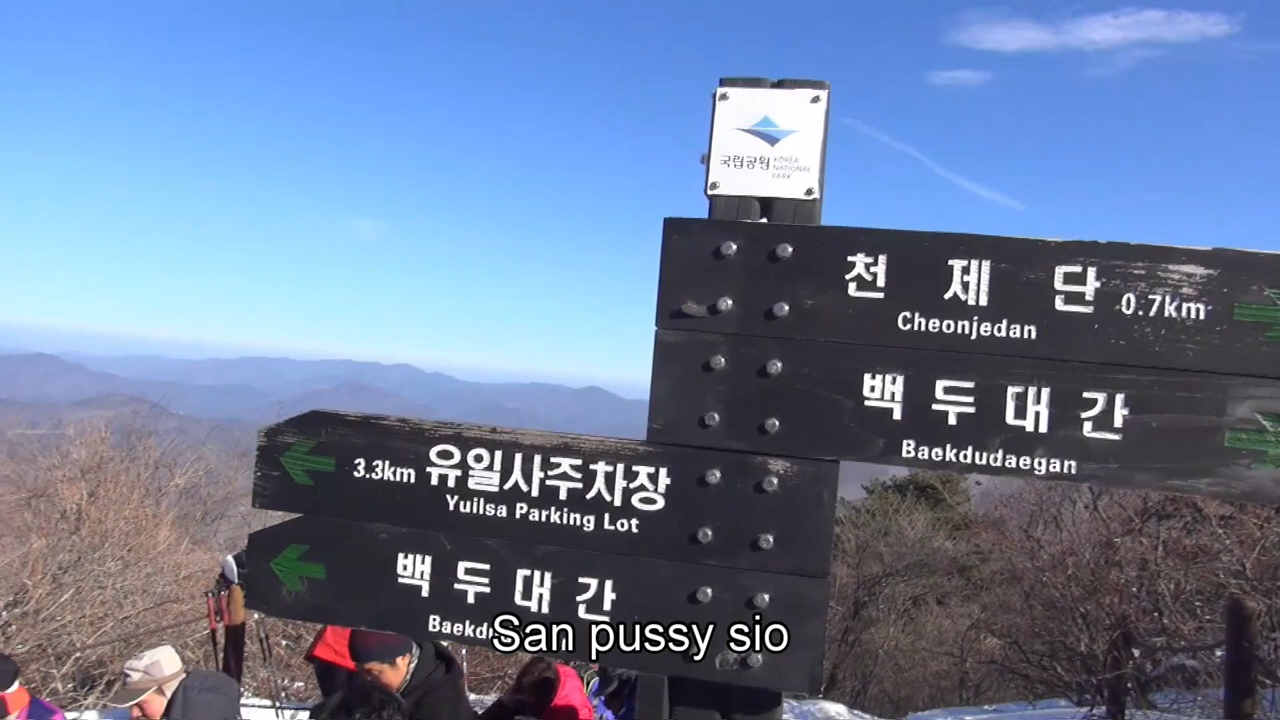 국립공원 KOREA NATIONAL PARK
천제단 0.7km
Cheonjedan
백두대간
Baekdudaegan
3.3km 유일사주차장
Yuilsa Parking Lot
백두대간
San pussy sio